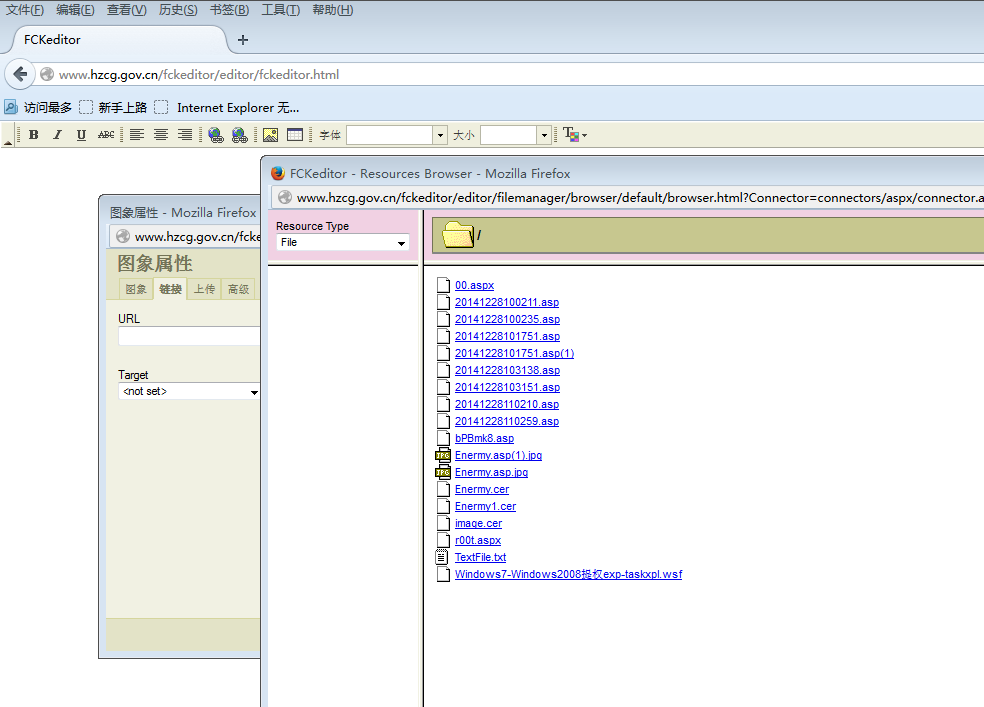 文件(F) 编辑(E) 查看(V) 历史(S) 书签(B) 工具(T) 帮助(H)
FCKeditor +
www.hzcg.gov.cn/fckeditor/editor/fckeditor.html
访问最多 新手上路 Internet Explorer 无...
B I U ABC 字体 大小
FCKeditor - Resources Browser - Mozilla Firefox
www.hzcg.gov.cn/fckeditor/editor/filemanager/browser/default/browser.html?Connector=connectors/aspx/connector.a
图象属性 - Mozilla Firefox
www.hzcg.gov.cn/fcke
图象属性
图象 链接 上传 高级
URL
Target
<not set>
Resource Type
File
/
00.aspx
20141228100211.asp
20141228100235.asp
20141228101751.asp
20141228101751.asp(1)
20141228103138.asp
20141228103151.asp
20141228110210.asp
20141228110259.asp
bPBmk8.asp
Enermy.asp(1).jpg
Enermy.asp.jpg
Enermy.cer
Enermy1.cer
image.cer
r00t.aspx
TextFile.txt
Windows7-Windows2008提权exp-taskxpl.wsf